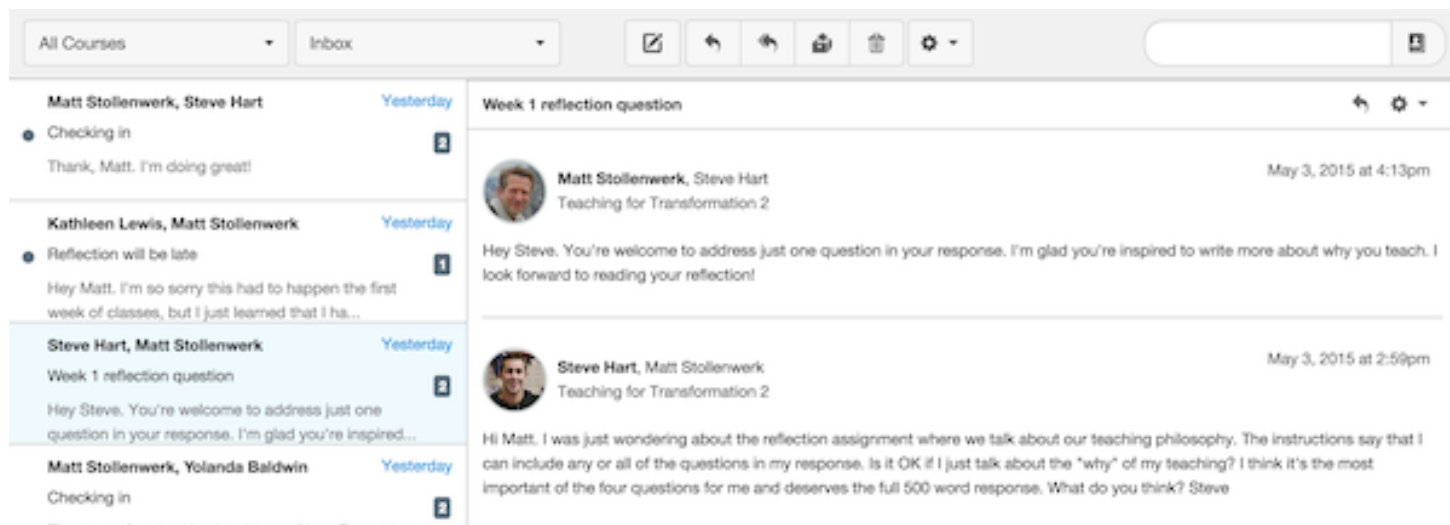 All Courses
Inbox
Matt Stollenwerk, Steve Hart
Yesterday
Checking in
2
Thank, Matt. I'm doing great!
Kathleen Lewis, Matt Stollenwerk
Yesterday
Reflection will be late
1
Hey Matt. I'm so sorry this had to happen the first
week of classes, but I just learned that I ha...
Steve Hart, Matt Stollenwerk
Yesterday
Week 1 reflection question
2
Hey Steve. You're welcome to address just one
question in your response. I'm glad you're inspired...
Matt Stollenwerk, Yolanda Baldwin
Yesterday
Checking in
2
Week 1 reflection question
Matt Stollenwerk, Steve Hart
May 3, 2015 at 4:13pm
Teaching for Transformation 2
Hey Steve. You're welcome to address just one question in your response. I'm glad you're inspired to write more about why you teach. I
look forward to reading your reflection!
Steve Hart, Matt Stollenwerk
May 3, 2015 at 2:59pm
Teaching for Transformation 2
Hi Matt. I was just wondering about the reflection assignment where we talk about our teaching philosophy. The instructions say that I
can include any or all of the questions in my response. Is it OK if I just talk about the "why" of my teaching? I think it's the most
important of the four questions for me and deserves the full 500 word response. What do you think? Steve